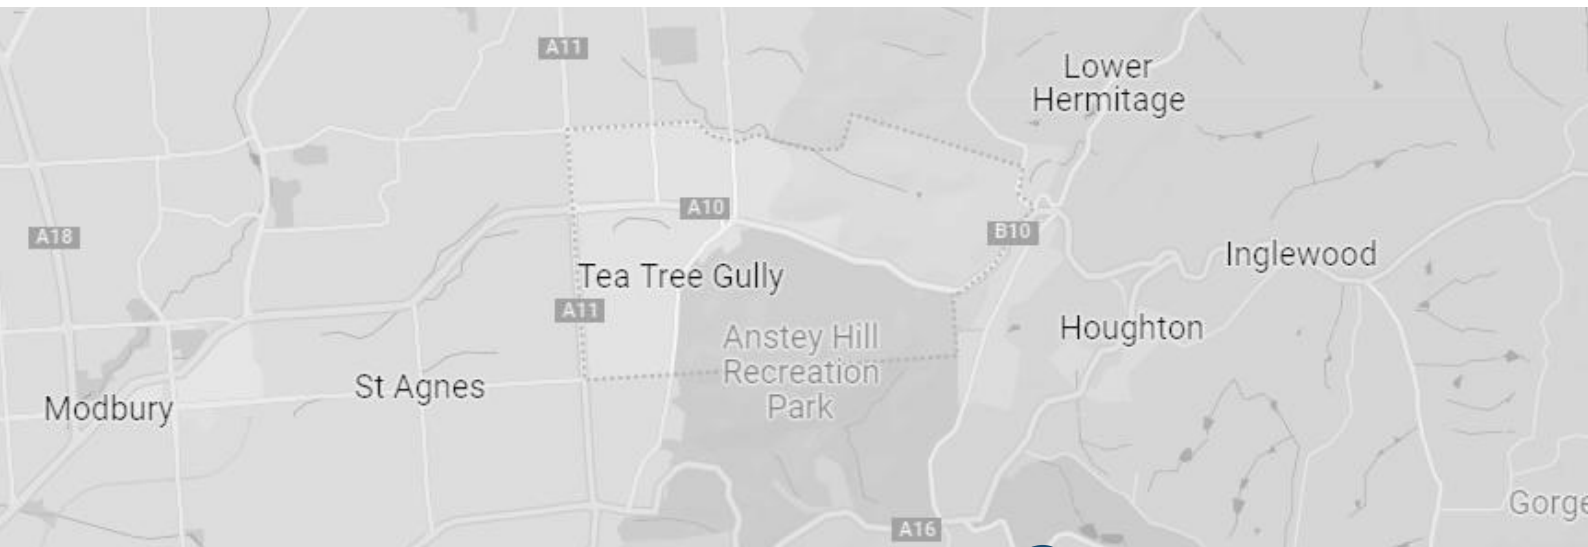 A11
Lower
Hermitage
A10
A18
B10
Inglewood
Tea Tree Gully
A11
Anstey Hill
Recreation
Park
Houghton
St Agnes
Modbury
Gorge
A16